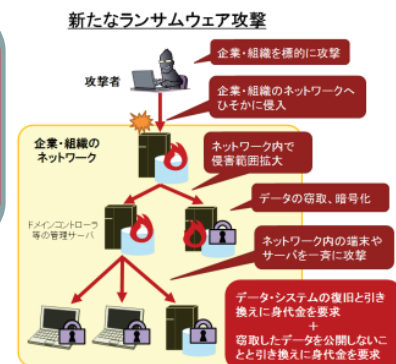 新たなランサムウェア攻撃
攻撃者
企業・組織を標的に攻撃
企業・組織のネットワークへ
ひそかに侵入
企業・組織の
ネットワーク
ネットワーク内で
侵害範囲拡大
データの窃取、暗号化
ドメインコントローラ
等の管理サーバ
ネットワーク内の端末や
サーバを一斉に攻撃
データ・システムの復旧と引き
換えに身代金を要求
+
窃取したデータを公開しない
ことと引き換えに身代金を要求